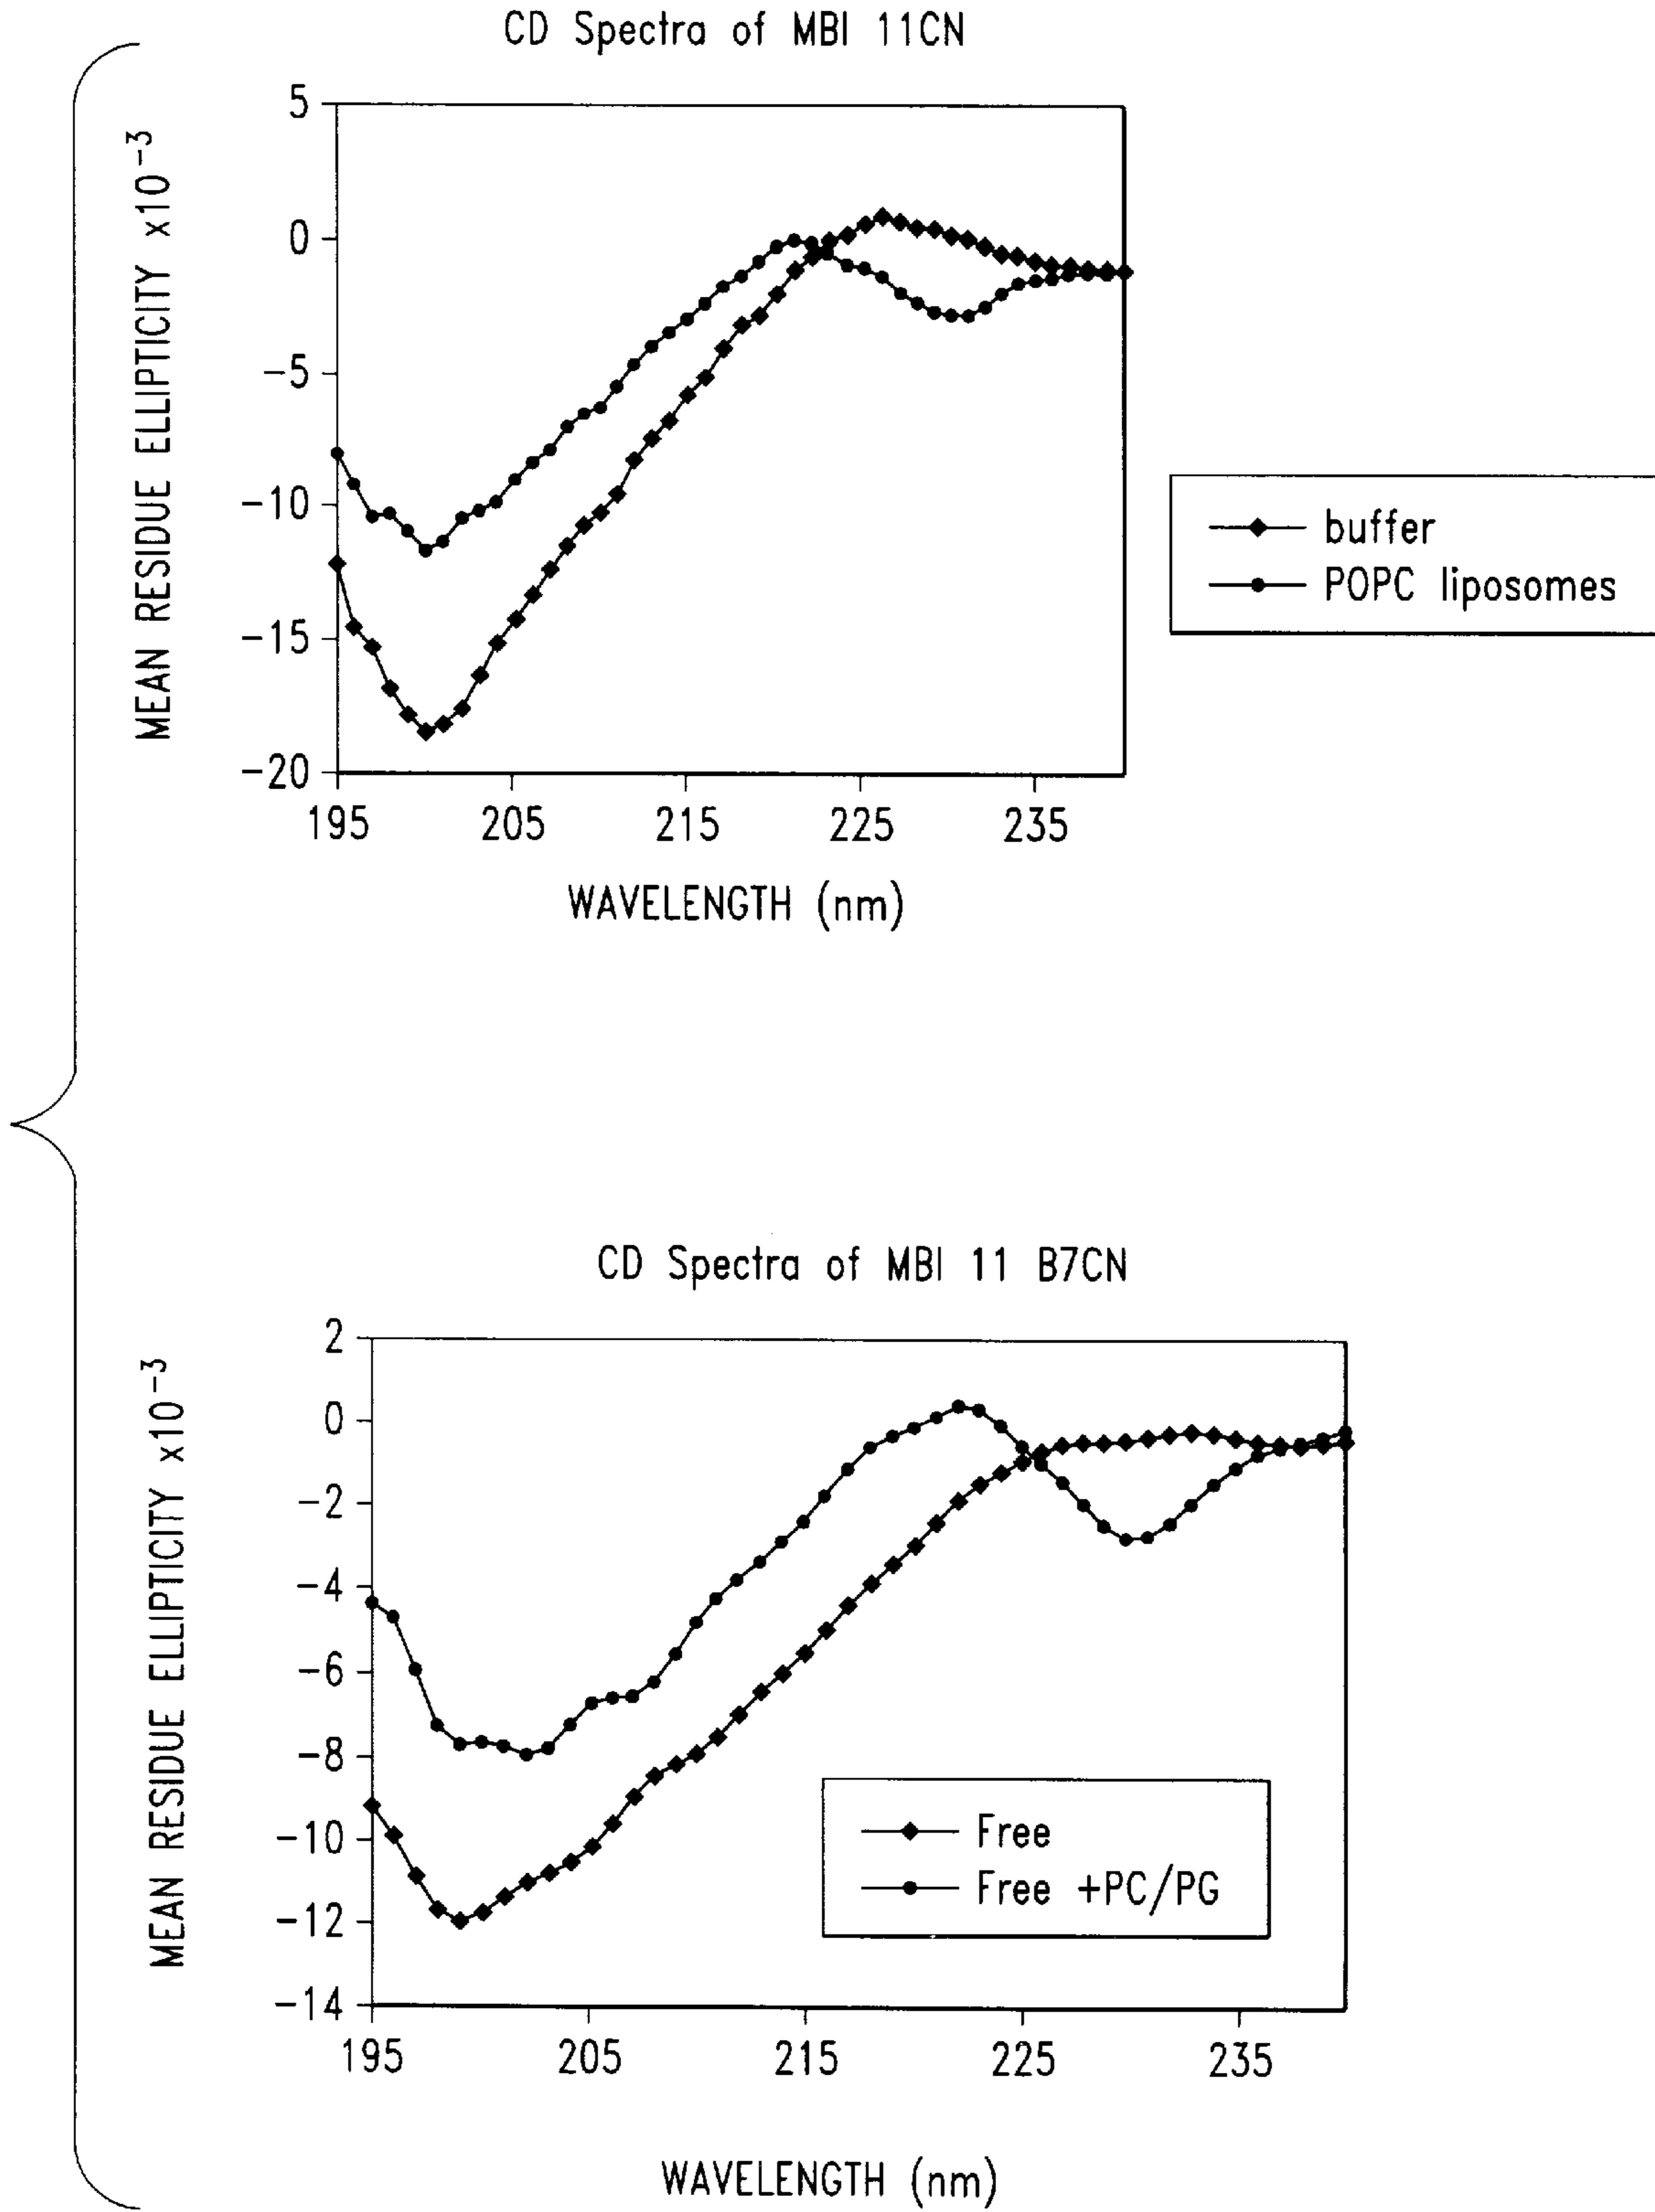 CD Spectra of MBI 11CN
MEAN RESIDUE ELLIPTICITY x10⁻³
5
0
−5
−10
−15
−20
195
205
215
225
235
WAVELENGTH (nm)
buffer
POPC liposomes
CD Spectra of MBI 11 B7CN
MEAN RESIDUE ELLIPTICITY x10⁻³
2
0
−2
−4
−6
−8
−10
−12
−14
195
205
215
225
235
WAVELENGTH (nm)
Free
Free +PC/PG